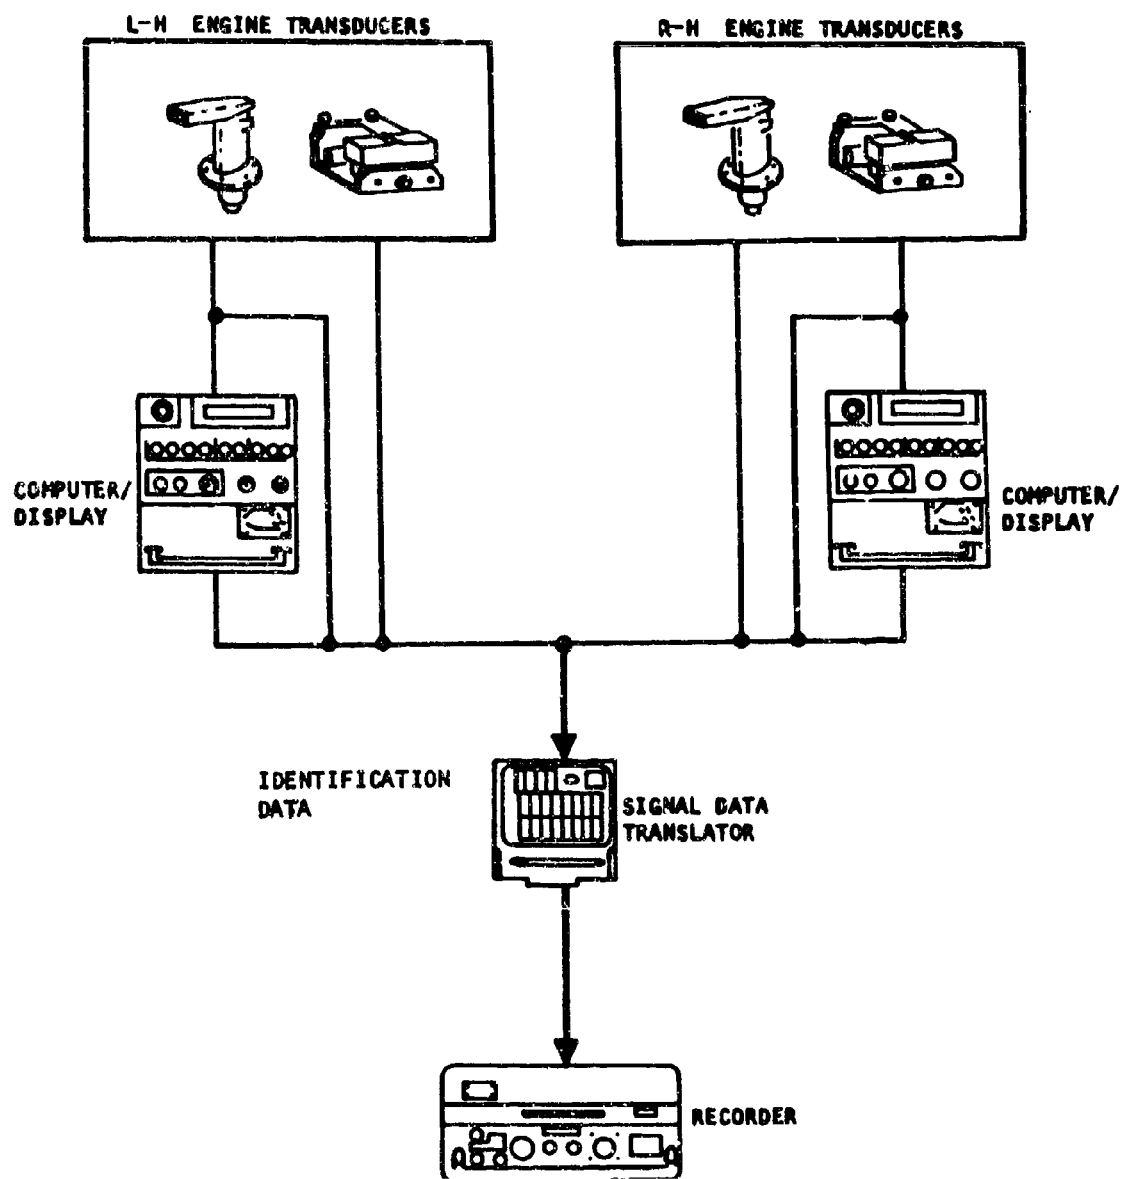 L-H ENGINE TRANSDUCERS
R-H ENGINE TRANSDUCERS
COMPUTER/
DISPLAY
COMPUTER/
DISPLAY
IDENTIFICATION
DATA
SIGNAL DATA
TRANSLATOR
RECORDER